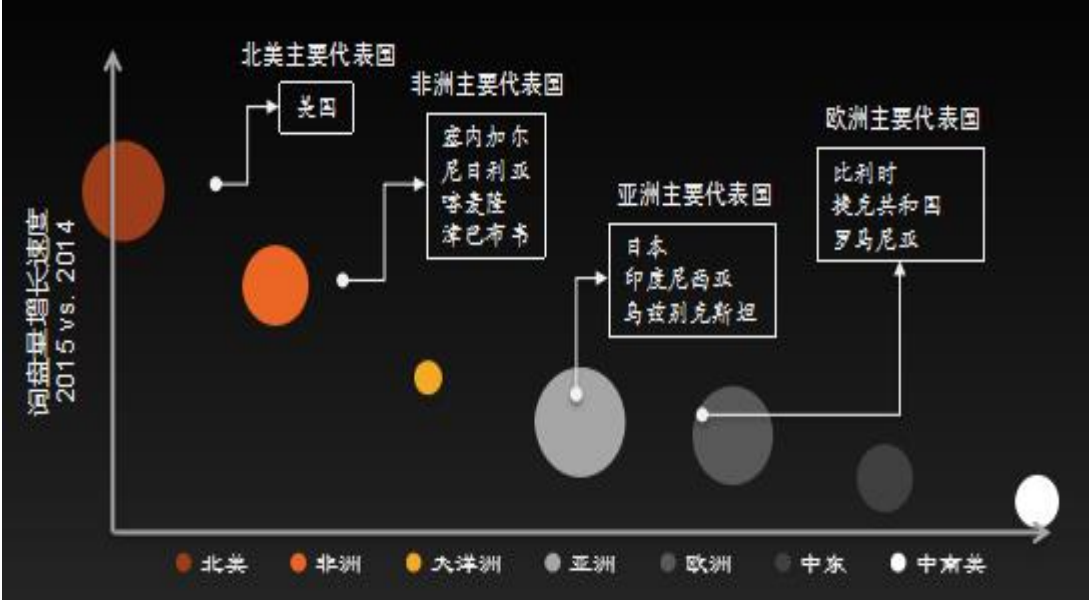 北美主要代表国
美国
非洲主要代表国
塞内加尔
尼日利亚
喀麦隆
津巴布韦
亚洲主要代表国
日本
印度尼西亚
乌兹别克斯坦
欧洲主要代表国
比利时
捷克共和国
罗马尼亚
询盘量增长速度
2015 vs. 2014
北美
非洲
大洋洲
亚洲
欧洲
中东
中南美